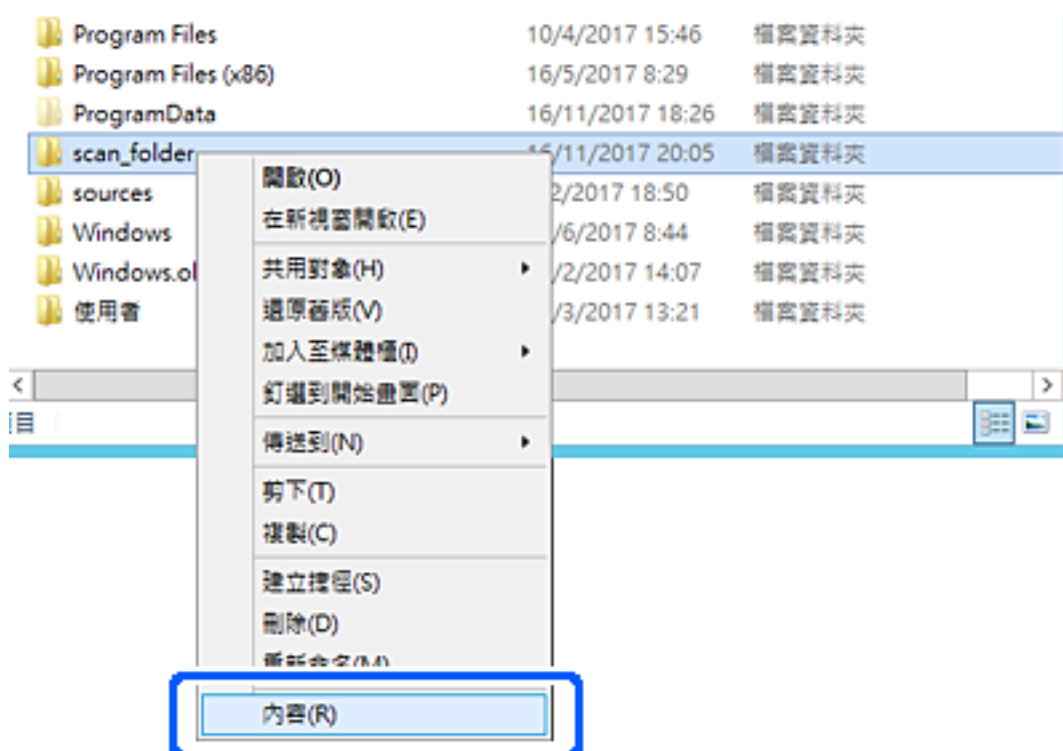 Program Files 10/4/2017 15:46 檔案資料夾
Program Files (x86) 16/5/2017 8:29 檔案資料夾
ProgramData 16/11/2017 18:26 檔案資料夾
scan_folder 16/11/2017 20:05 檔案資料夾
sources 2/2017 18:50 檔案資料夾
Windows /6/2017 8:44 檔案資料夾
Windows.ol /2/2017 14:07 檔案資料夾
使用者 /3/2017 13:21 檔案資料夾
目
開啟(O)
在新視窗開啟(E)
共用對象(H)
還原舊版(V)
加入至媒體櫃(I)
釘選到開始畫面(P)
傳送到(N)
剪下(T)
複製(C)
建立捷徑(S)
刪除(D)
重新命名(M)
內容(R)